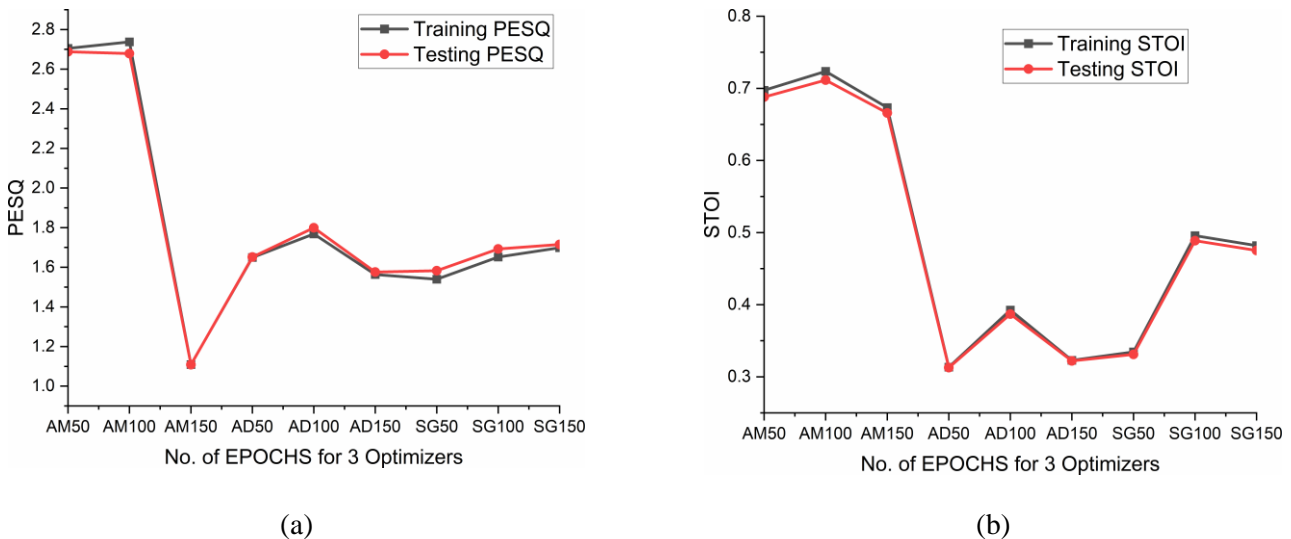 Training PESQ
Testing PESQ
PESQ
2.8
2.6
2.4
2.2
2.0
1.8
1.6
1.4
1.2
1.0
AM50 AM100 AM150 AD50 AD100 AD150 SG50 SG100 SG150
No. of EPOCHS for 3 Optimizers
(a)
Training STOI
Testing STOI
STOI
0.8
0.7
0.6
0.5
0.4
0.3
AM50 AM100 AM150 AD50 AD100 AD150 SG50 SG100 SG150
No. of EPOCHS for 3 Optimizers
(b)